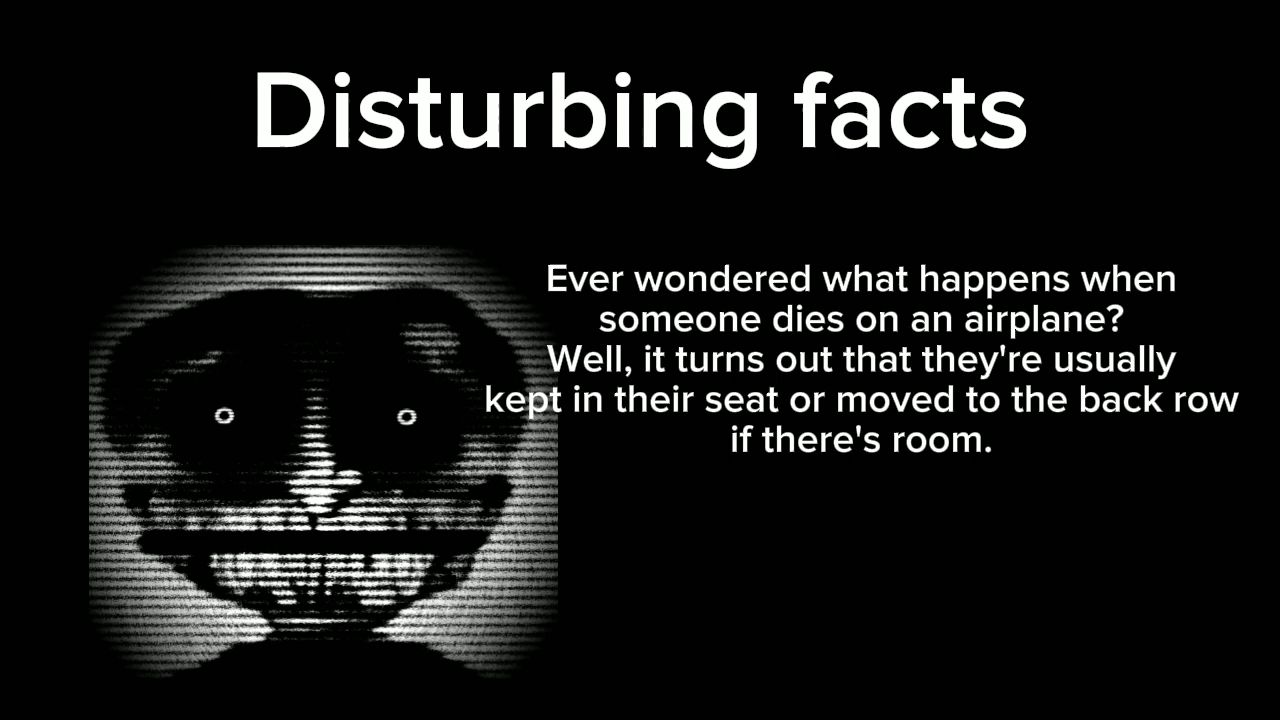 Disturbing facts
Ever wondered what happens when
someone dies on an airplane?
Well, it turns out that they're usually
kept in their seat or moved to the back row
if there's room.